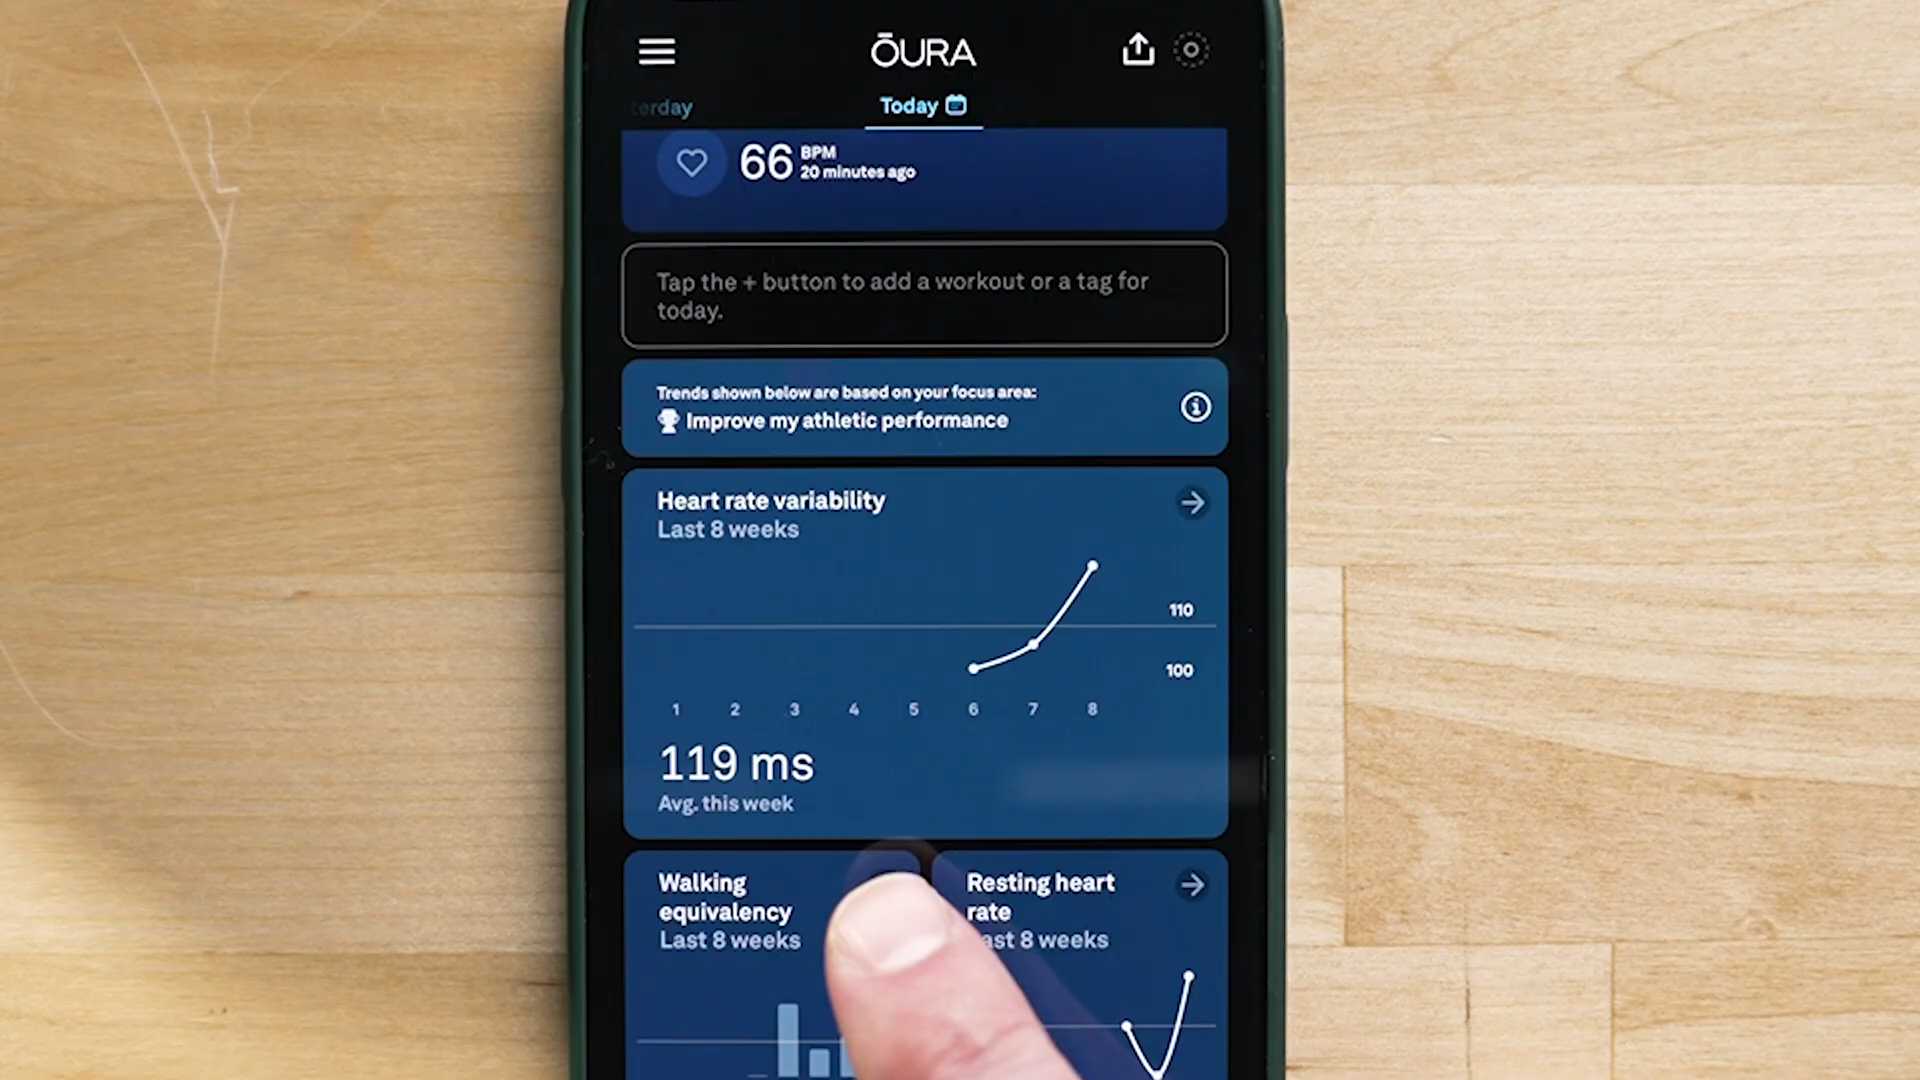 ŌURA
terday
Today
66 BPM
20 minutes ago
Tap the + button to add a workout or a tag for
today.
Trends shown below are based on your focus area:
Improve my athletic performance
Heart rate variability
Last 8 weeks
110
100
1 2 3 4 5 6 7 8
119 ms
Avg. this week
Walking
equivalency
Last 8 weeks
Resting heart
rate
ast 8 weeks